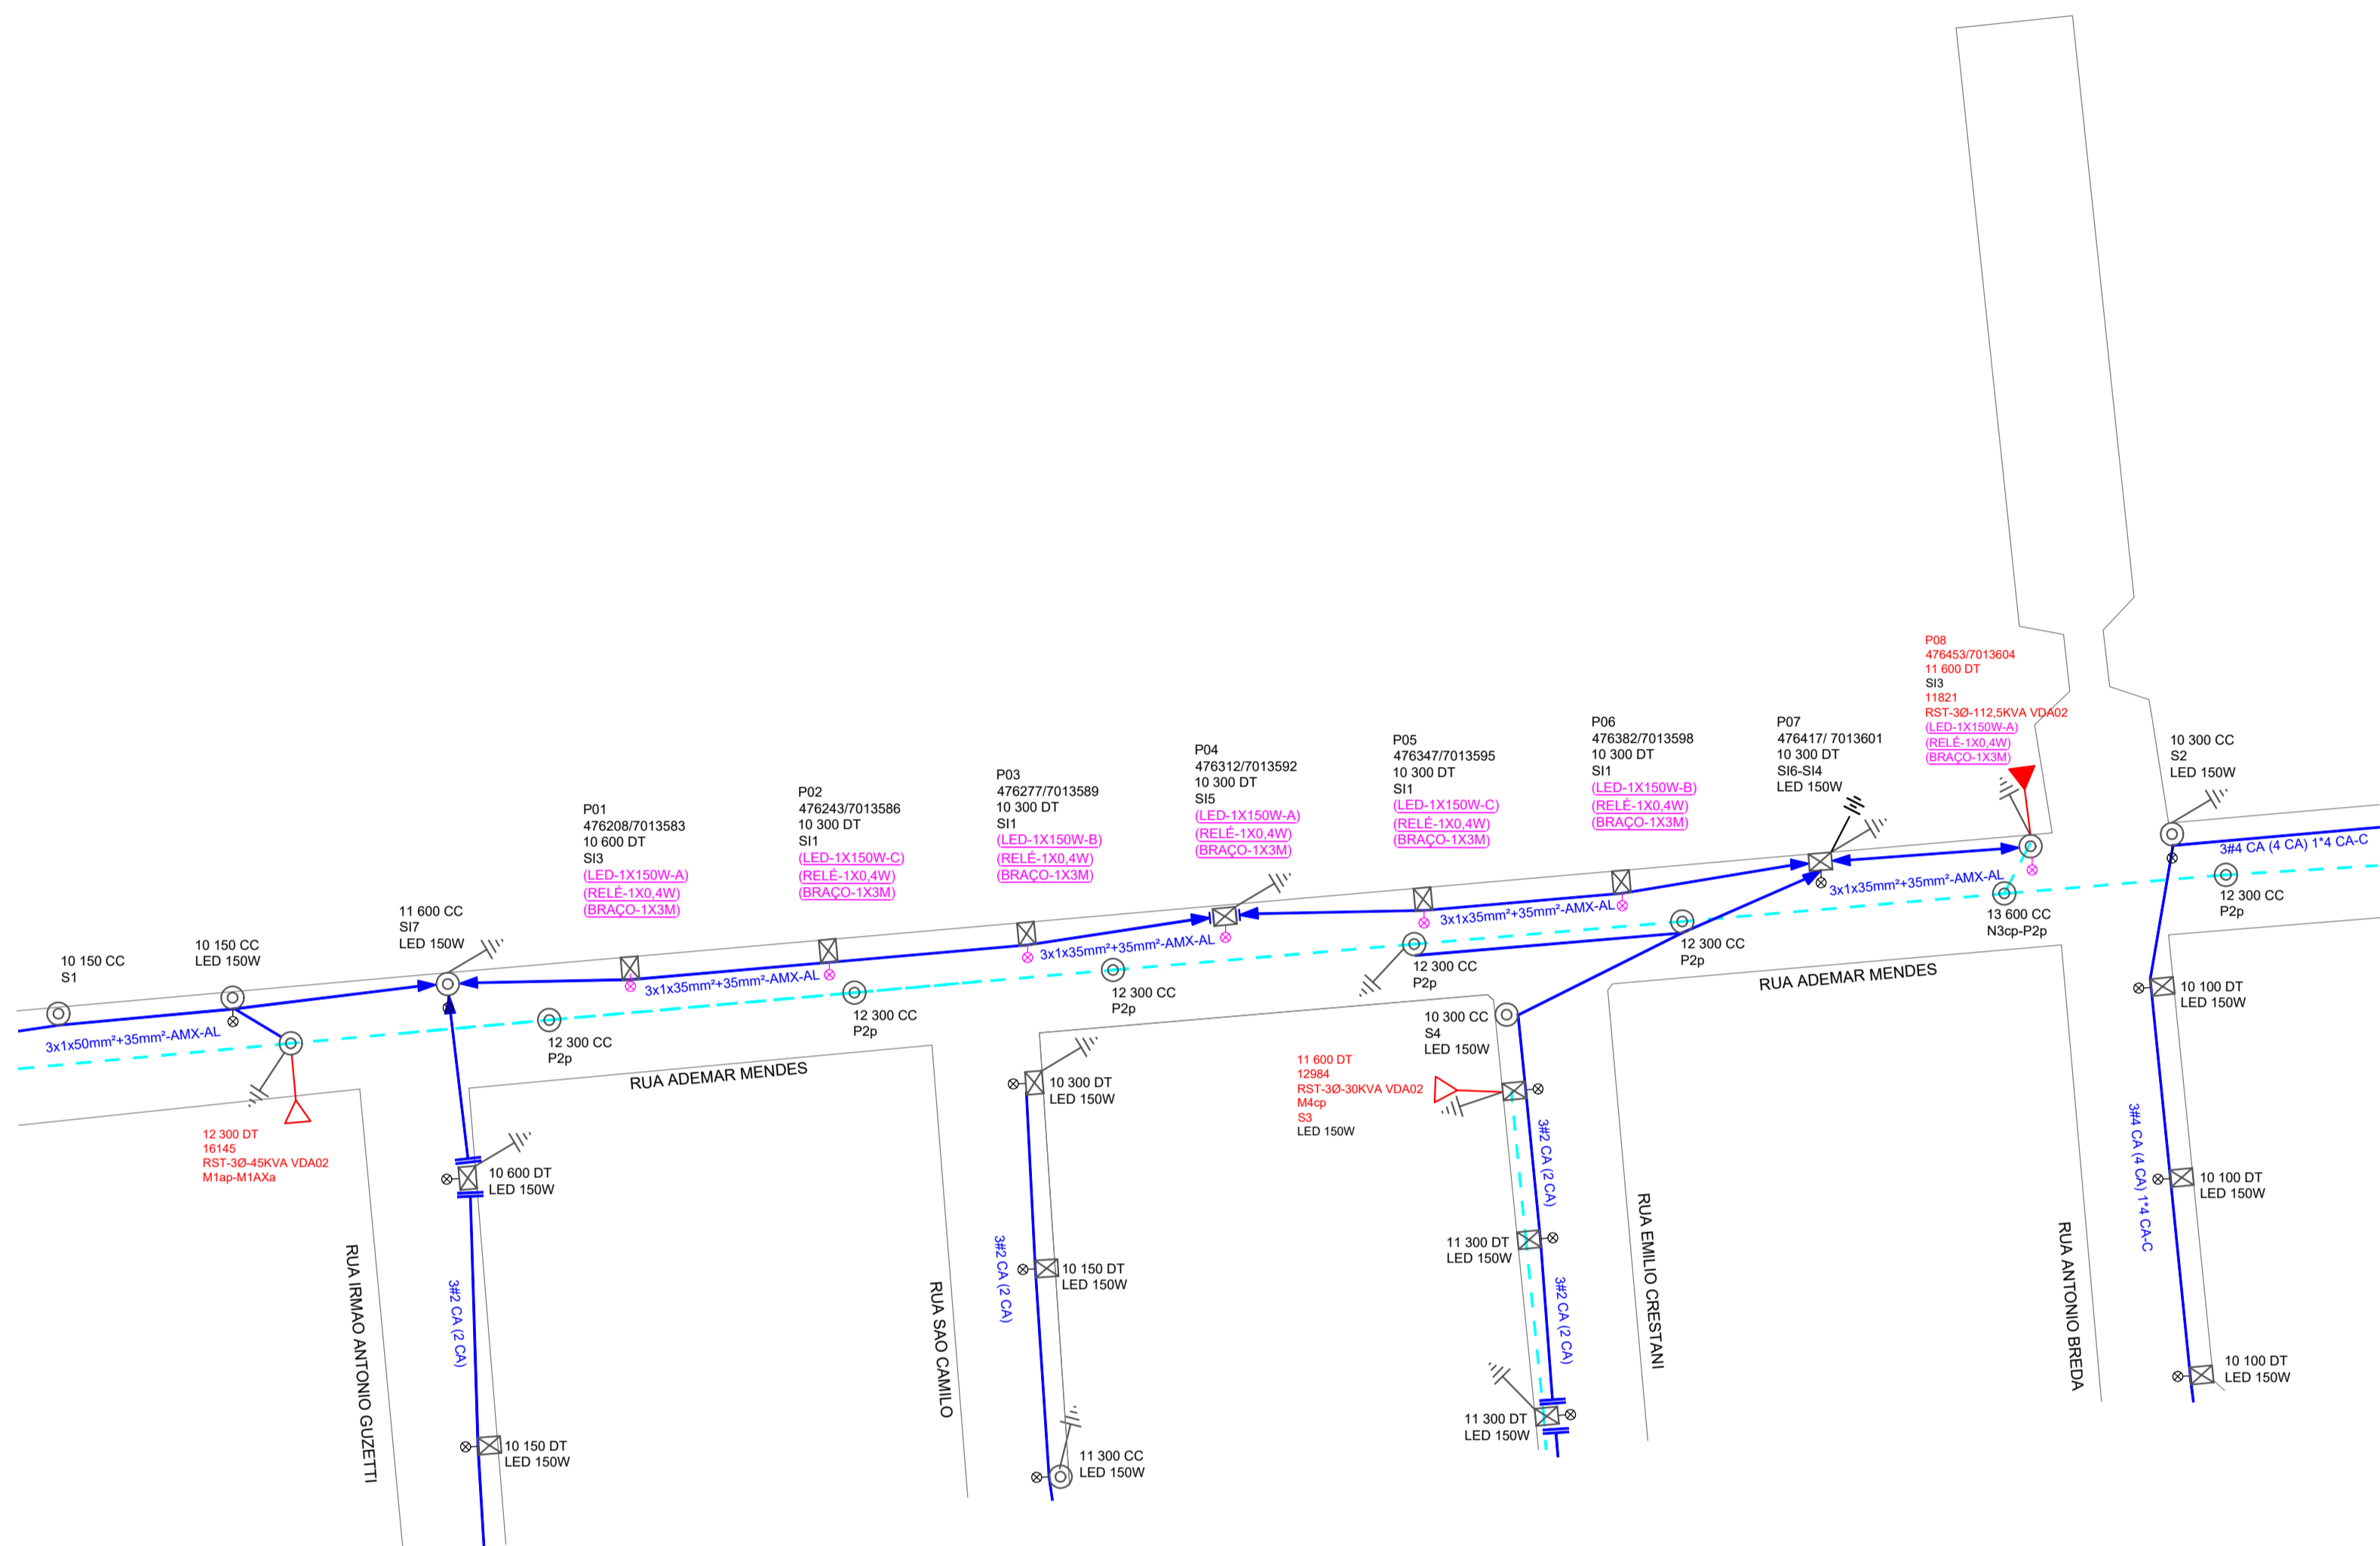 P08
476453/7013604
11 600 DT
SI3
11821
RST-3Ø-112,5KVA VDA02
(LED-1X150W-A)
(RELÉ-1X0,4W)
(BRAÇO-1X3M)
10 300 CC
S2
LED 150W
P07
476417/ 7013601
10 300 DT
SI6-SI4
LED 150W
P06
476382/7013598
10 300 DT
SI1
(LED-1X150W-B)
(RELÉ-1X0,4W)
(BRAÇO-1X3M)
P05
476347/7013595
10 300 DT
SI1
(LED-1X150W-C)
(RELÉ-1X0,4W)
(BRAÇO-1X3M)
P04
476312/7013592
10 300 DT
SI5
(LED-1X150W-A)
(RELÉ-1X0,4W)
(BRAÇO-1X3M)
P03
476277/7013589
10 300 DT
SI1
(LED-1X150W-B)
(RELÉ-1X0,4W)
(BRAÇO-1X3M)
P02
476243/7013586
10 300 DT
SI1
(LED-1X150W-C)
(RELÉ-1X0,4W)
(BRAÇO-1X3M)
P01
476208/7013583
10 600 DT
SI3
(LED-1X150W-A)
(RELÉ-1X0,4W)
(BRAÇO-1X3M)
11 600 CC
SI7
LED 150W
10 150 CC
LED 150W
10 150 CC
S1
3x1x50mm²+35mm²-AMX-AL
3x1x35mm²+35mm²-AMX-AL
3x1x35mm²+35mm²-AMX-AL
3x1x35mm²+35mm²-AMX-AL
3x1x35mm²+35mm²-AMX-AL
3#4 CA (4 CA) 1*4 CA-C
12 300 CC
P2p
12 300 CC
P2p
12 300 CC
P2p
12 300 CC
P2p
12 300 CC
P2p
13 600 CC
N3cp-P2p
12 300 CC
P2p
RUA ADEMAR MENDES
RUA ADEMAR MENDES
12 300 DT
16145
RST-3Ø-45KVA VDA02
M1ap-M1AXa
10 600 DT
LED 150W
10 300 DT
LED 150W
10 300 CC
S4
LED 150W
11 600 DT
12984
RST-3Ø-30KVA VDA02
M4cp
S3
LED 150W
10 100 DT
LED 150W
10 100 DT
LED 150W
10 100 DT
LED 150W
11 300 DT
LED 150W
11 300 DT
LED 150W
10 150 DT
LED 150W
11 300 CC
LED 150W
10 150 DT
LED 150W
RUA IRMAO ANTONIO GUZETTI
3#2 CA (2 CA)
RUA SAO CAMILO
3#2 CA (2 CA)
3#2 CA (2 CA)
3#2 CA (2 CA)
RUA EMILIO CRESTANI
RUA ANTONIO BREDA
3#4 CA (4 CA) 1*4 CA-C